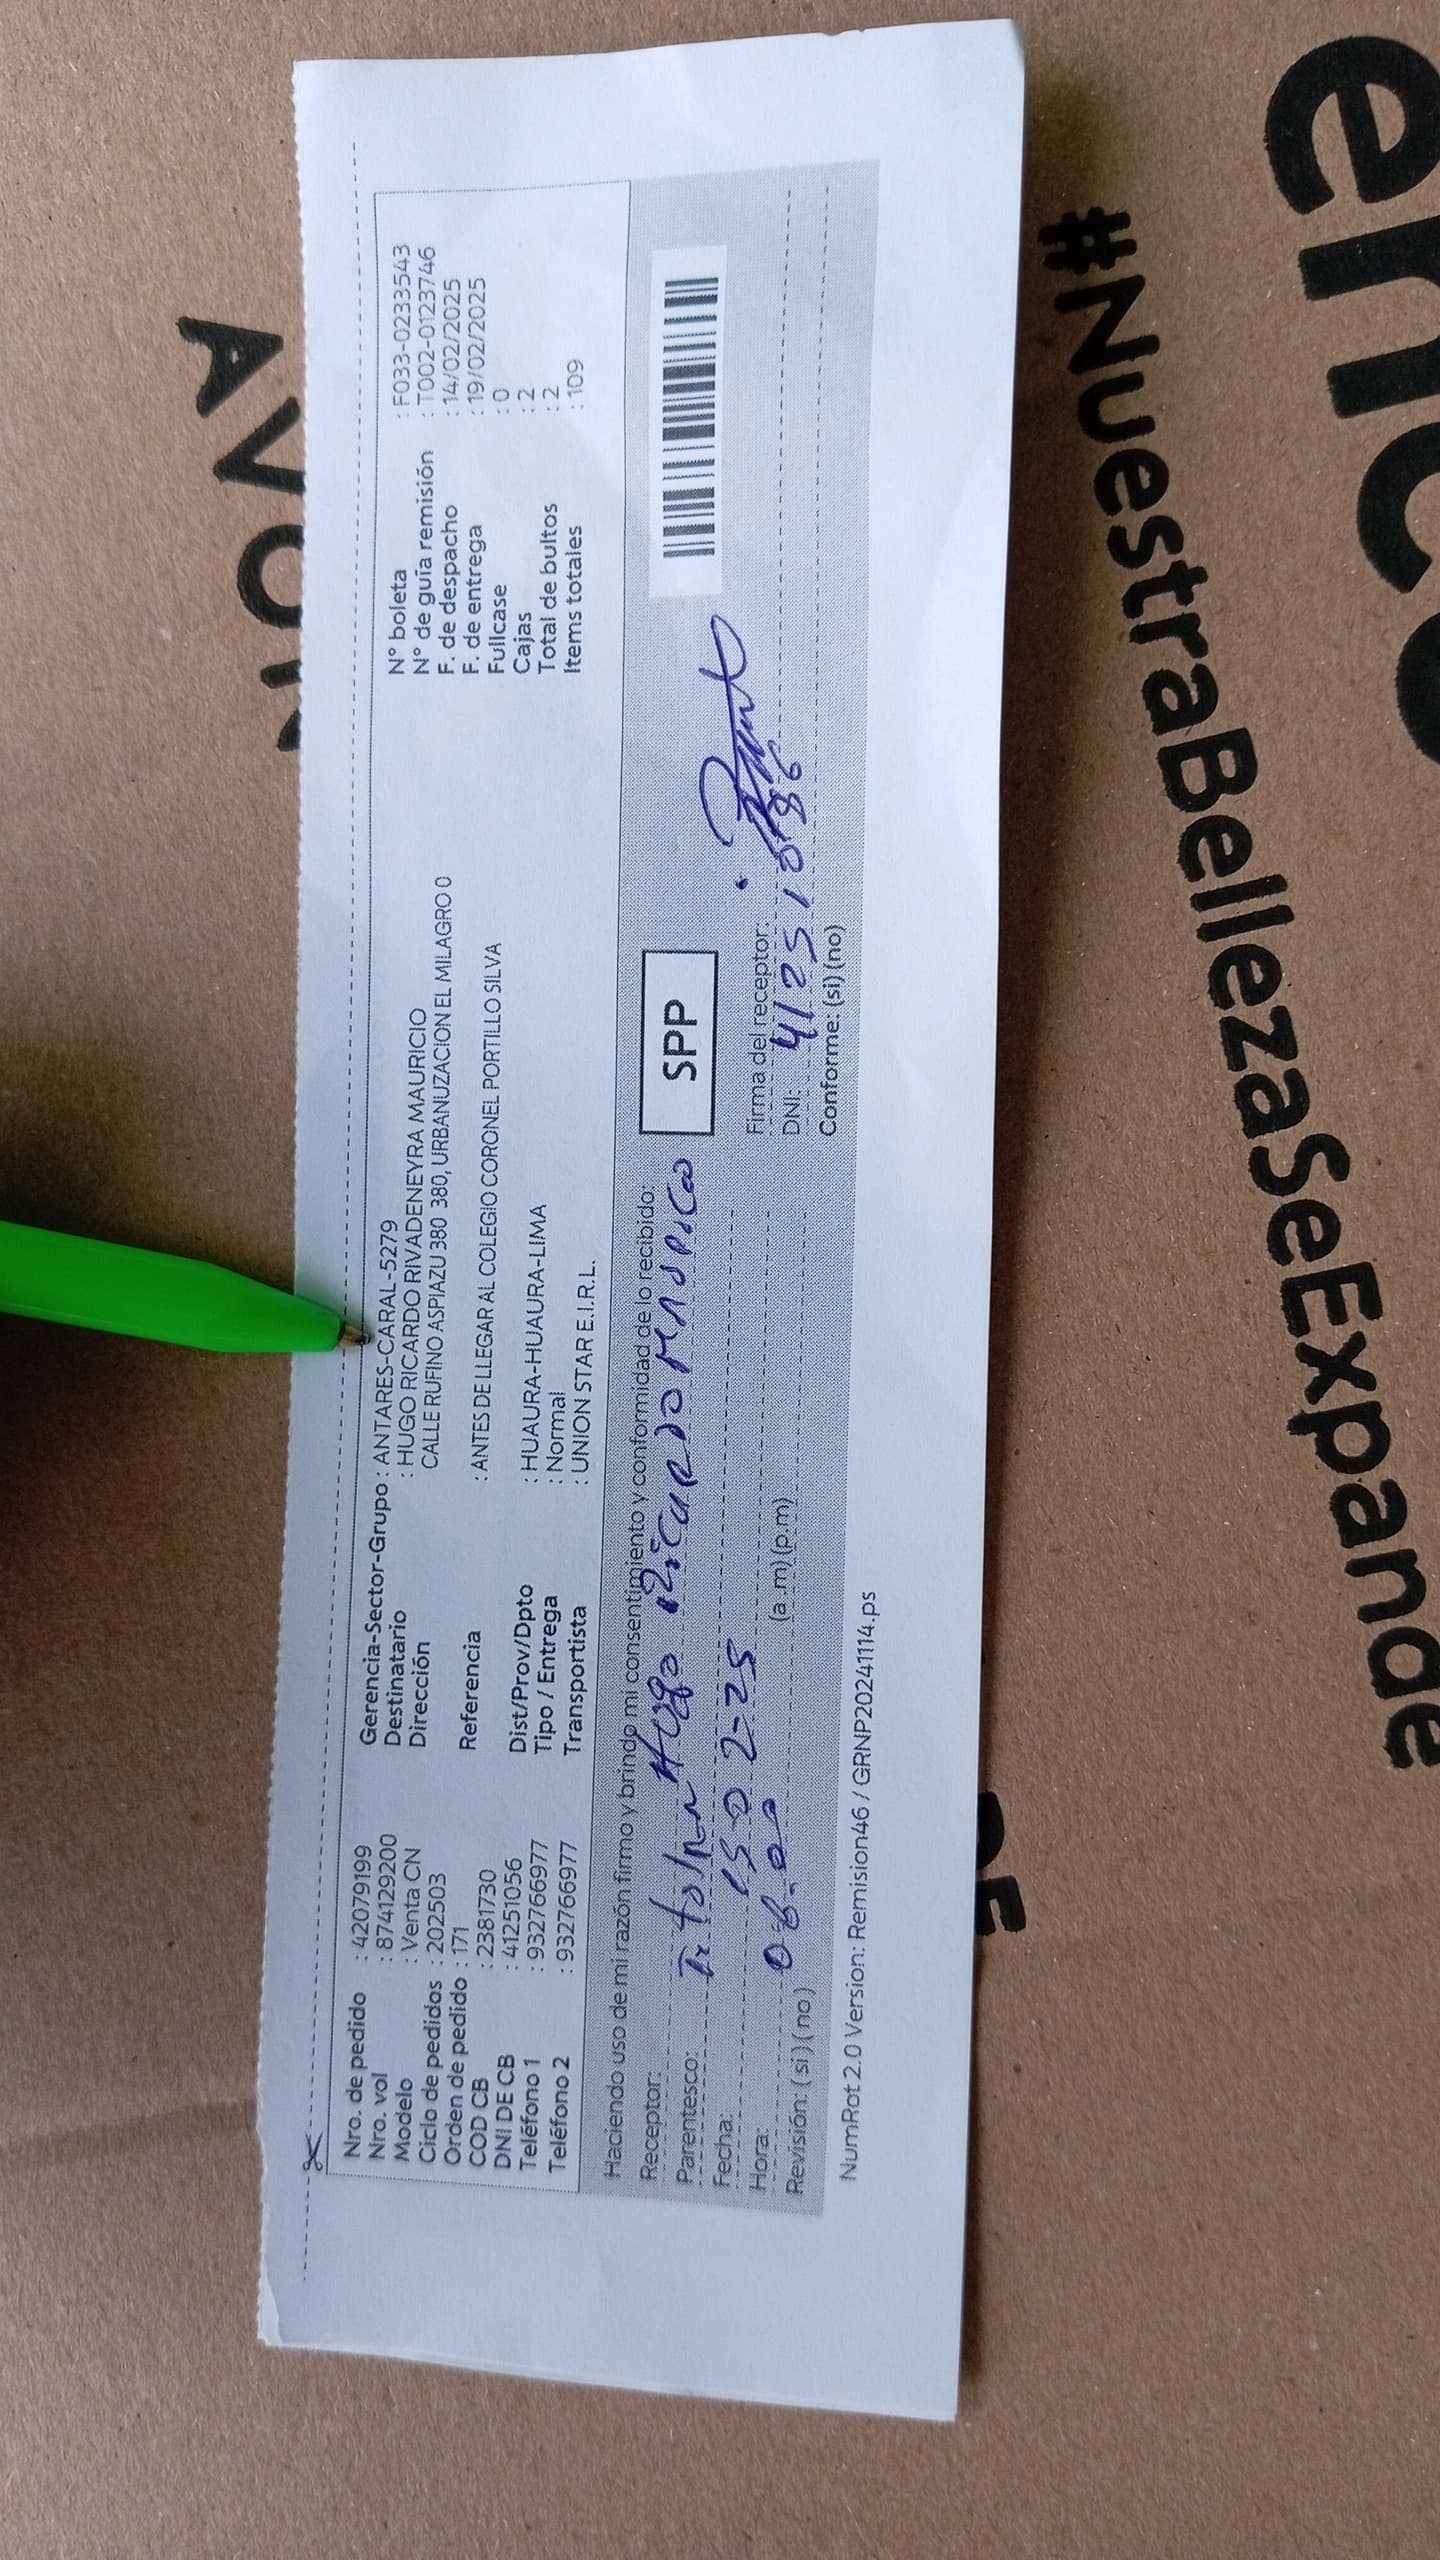 AVON
Nro. de pedido : 42079199
Nro. vol : 874129200
Modelo : Venta CN
Ciclo de pedidos : 202503
Orden de pedido : 171
COD CB : 2381730
DNI DE CB : 41251056
Teléfono 1 : 932766977
Teléfono 2 : 932766977
Gerencia-Sector-Grupo : ANTARES-CARAL-5279
Destinatario : HUGO RICARDO RIVADENEYRA MAURICIO
Dirección CALLE RUFINO ASPIAZU 380 380, URBANUZACION EL MILAGRO 0
Referencia : ANTES DE LLEGAR AL COLEGIO CORONEL PORTILLO SILVA
Dist/Prov/Dpto : HUAURA-HUAURA-LIMA
Tipo / Entrega : Normal
Transportista : UNION STAR E.I.R.L.
N° boleta : F033-0233543
N° de guía remisión : T002-0123746
F. de despacho : 14/02/2025
F. de entrega : 19/02/2025
Fullcase : 0
Cajas : 2
Total de bultos : 2
Items totales : 109
Haciendo uso de mi razón firmo y brindo mi consentimiento y conformidad de lo recibido:
Receptor: Hugo Ricardo
Parentesco:
Fecha: 2-25
Hora: (a.m) (p.m)
Revisión: ( si ) ( no )
SPP
Firma del receptor:
DNI: 41251056
Conforme: (si) (no)
NumRot 2.0 Version: Remision46 / GRNP20241114.ps
enco
#NuestraBellezaSeExpande